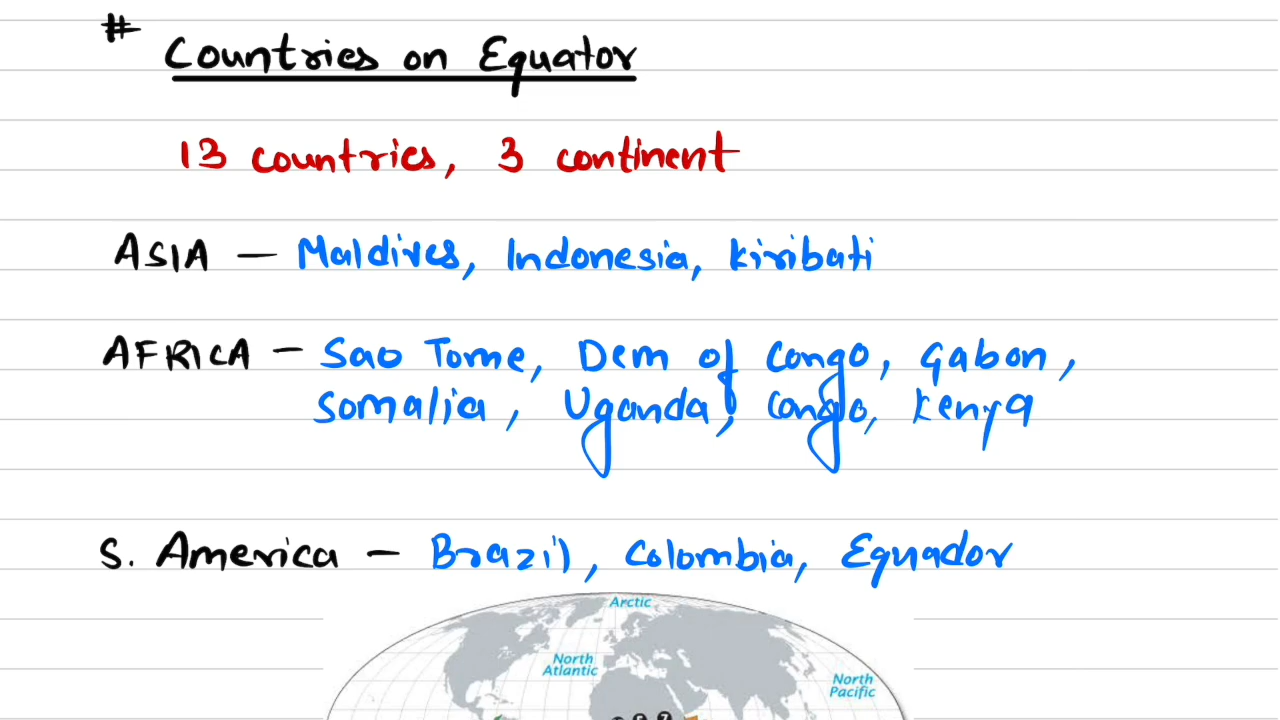 #
Countries on Equator
13 countries, 3 continent
ASIA — Maldives, Indonesia, Kiribati
AFRICA — Sao Tome, Dem of Congo, Gabon,
Somalia, Uganda, Congo, Kenya
S. America — Brazil, Colombia, Equador
Arctic
North
Atlantic
North
Pacific